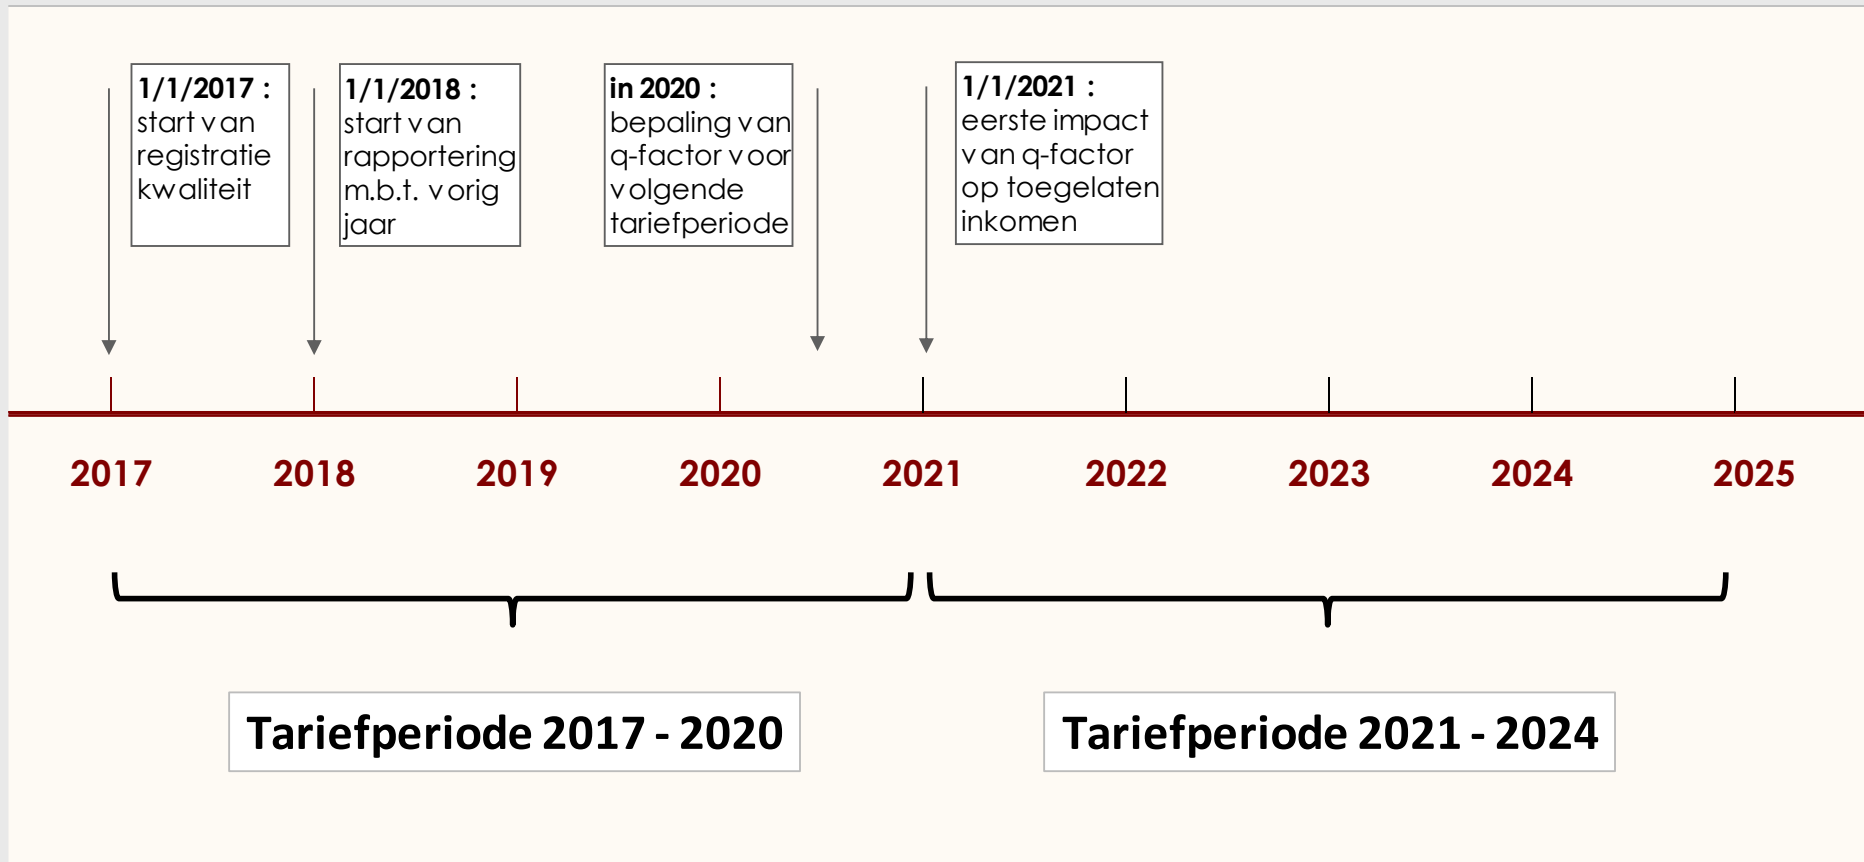 1/1/2017 :
start van
registratie
kwaliteit
1/1/2018 :
start van
rapportering
m.b.t. vorig
jaar
in 2020 :
bepaling van
q-factor voor
volgende
tariefperiode
1/1/2021 :
eerste impact
van q-factor
op toegelaten
inkomen
2017
2018
2019
2020
2021
2022
2023
2024
2025
Tariefperiode 2017 - 2020
Tariefperiode 2021 - 2024